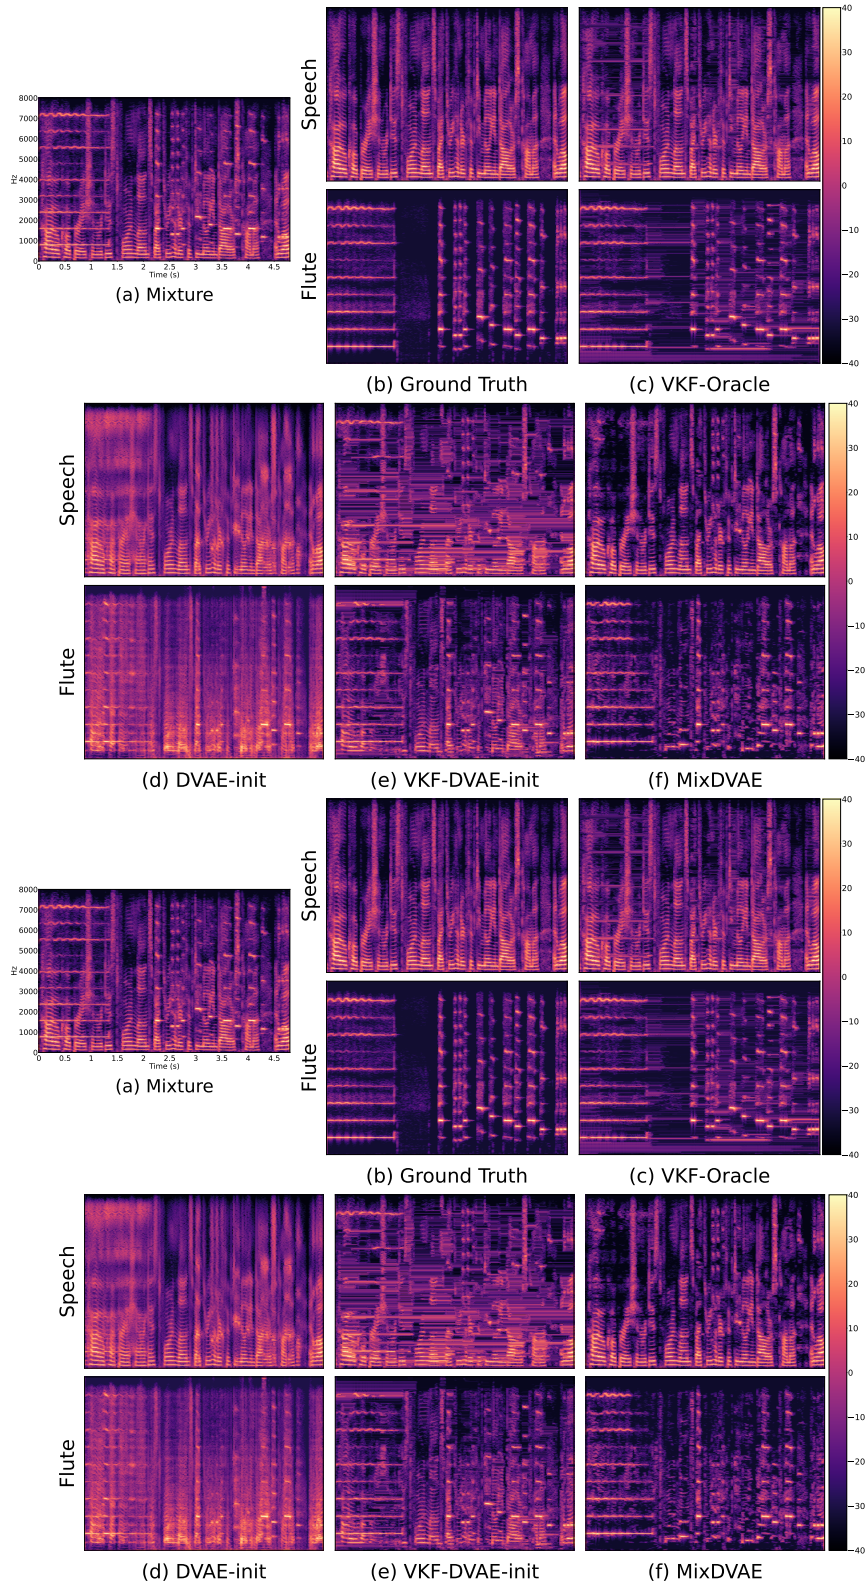 Speech
40
30
20
10
0
−10
−20
−30
−40
8000
7000
6000
5000
4000
3000
2000
1000
0
Hz
0 0.5 1 1.5 2 2.5 3 3.5 4 4.5
Time (s)
(a) Mixture
Flute
(b) Ground Truth (c) VKF-Oracle
Speech
40
30
20
10
0
−10
−20
−30
−40
Flute
(d) DVAE-init (e) VKF-DVAE-init (f) MixDVAE
Speech
40
30
20
10
0
−10
−20
−30
−40
8000
7000
6000
5000
4000
3000
2000
1000
0
Hz
0 0.5 1 1.5 2 2.5 3 3.5 4 4.5
Time (s)
(a) Mixture
Flute
(b) Ground Truth (c) VKF-Oracle
Speech
40
30
20
10
0
−10
−20
−30
−40
Flute
(d) DVAE-init (e) VKF-DVAE-init (f) MixDVAE